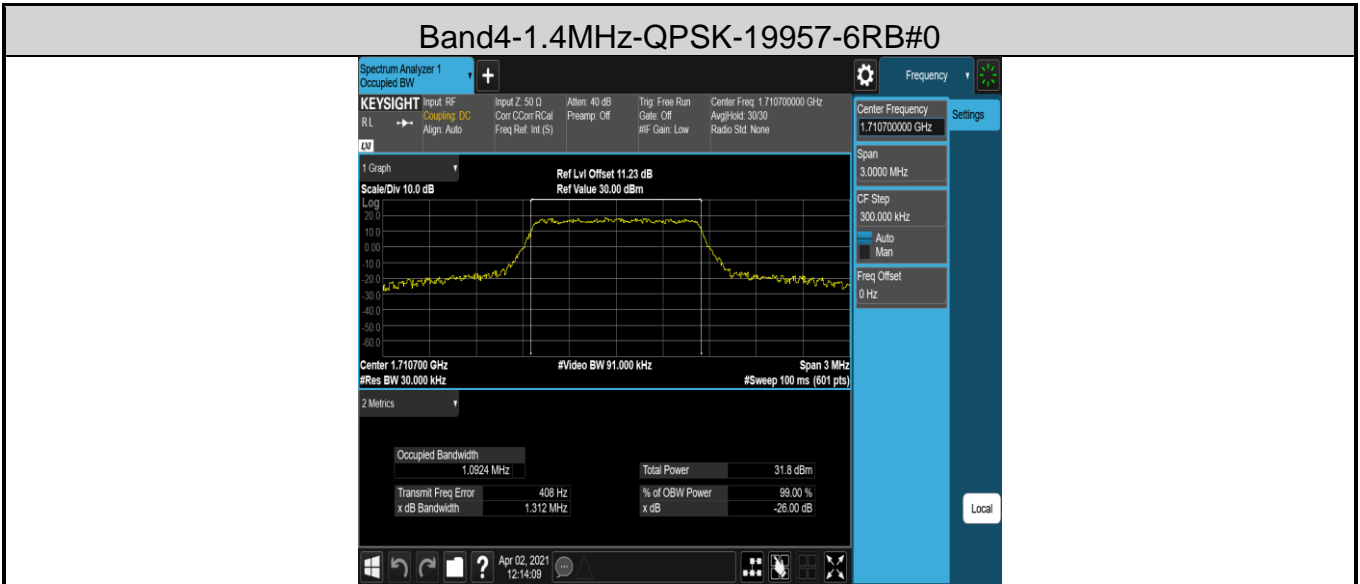 Band4-1.4MHz-QPSK-19957-6RB#0
Spectrum Analyzer 1
Occupied BW
+
Frequency
KEYSIGHT
RL
LXI
Input: RF
Coupling: DC
Align: Auto
Input Z: 50 Ω
Corr CCorr RCal
Freq Ref: Int (S)
Atten: 40 dB
Preamp: Off
Trig: Free Run
Gate: Off
#IF Gain: Low
Center Freq: 1.710700000 GHz
Avg|Hold: 30/30
Radio Std: None
Center Frequency
1.710700000 GHz
Settings
Span
3.0000 MHz
CF Step
300.000 kHz
Auto
Man
Freq Offset
0 Hz
Local
1 Graph
Scale/Div 10.0 dB
Ref Lvl Offset 11.23 dB
Ref Value 30.00 dBm
Log
20.0
10.0
0.00
-10.0
-20.0
-30.0
-40.0
-50.0
-60.0
Center 1.710700 GHz
#Res BW 30.000 kHz
#Video BW 91.000 kHz
Span 3 MHz
#Sweep 100 ms (601 pts)
2 Metrics
Occupied Bandwidth
1.0924 MHz
Total Power 31.8 dBm
Transmit Freq Error 408 Hz
% of OBW Power 99.00 %
x dB Bandwidth 1.312 MHz
x dB -26.00 dB
?
Apr 02, 2021
12:14:09